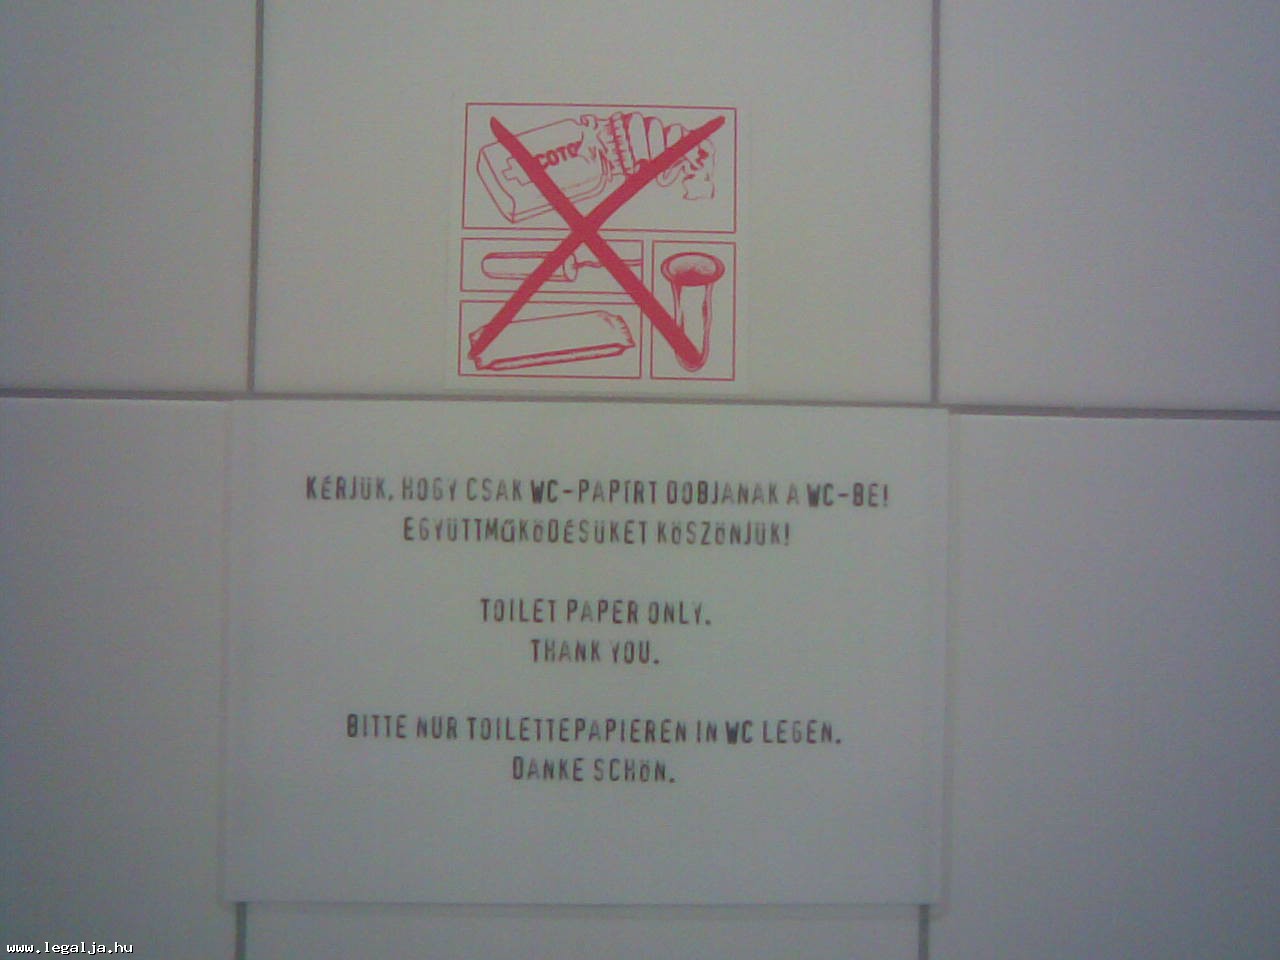 COTO
KÉRJÜK, HOGY CSAK WC-PAPÍRT DOBJANAK A WC-BE!
EGYÜTTMŰKÖDÉSÜKET KÖSZÖNJÜK!
TOILET PAPER ONLY.
THANK YOU.
BITTE NUR TOILETTEPAPIEREN IN WC LEGEN.
DANKE SCHÖN.
www.legalja.hu